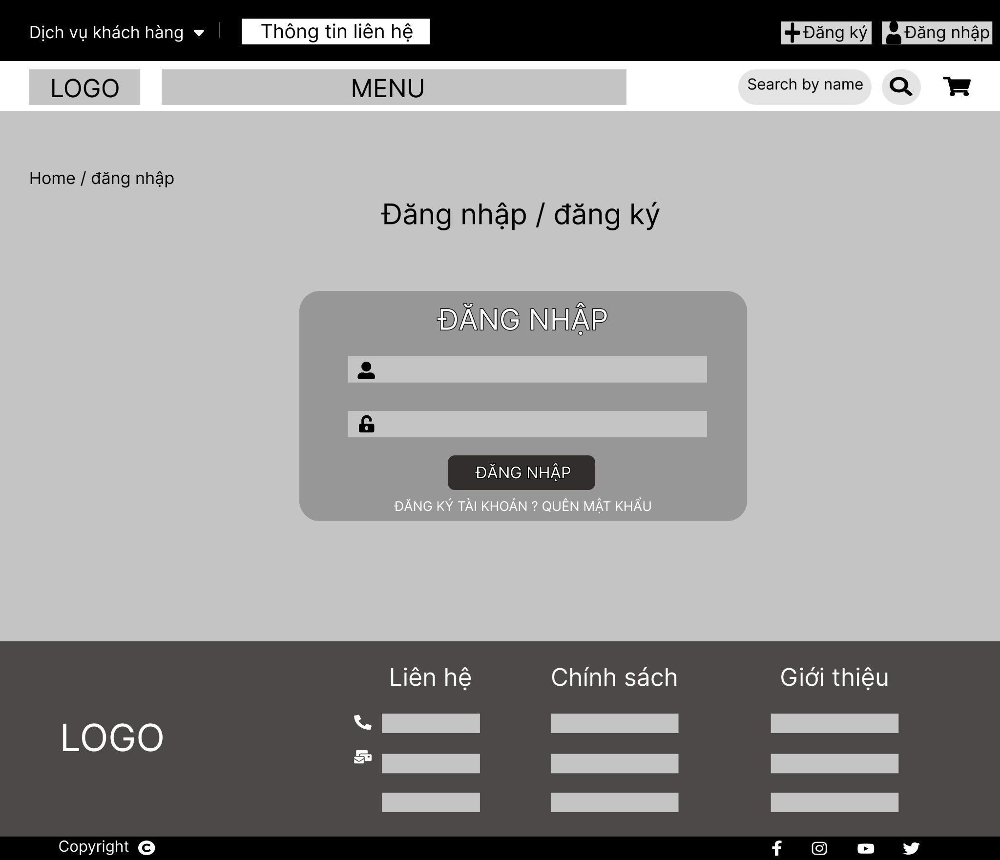 Dịch vụ khách hàng
Thông tin liên hệ
Đăng ký
Đăng nhập
LOGO
MENU
Search by name
Home / đăng nhập
Đăng nhập / đăng ký
ĐĂNG NHẬP
ĐĂNG NHẬP
ĐĂNG KÝ TÀI KHOẢN ? QUÊN MẬT KHẨU
Liên hệ
Chính sách
Giới thiệu
LOGO
Copyright